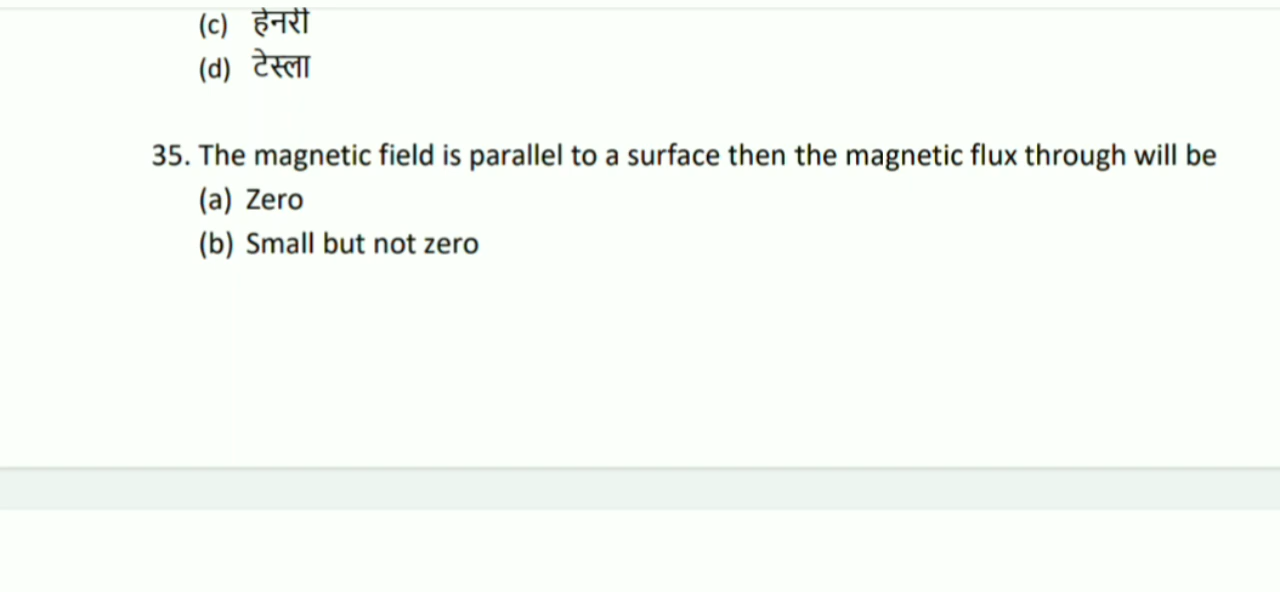 (c) हेनरी
(d) टेस्ला
35. The magnetic field is parallel to a surface then the magnetic flux through will be
(a) Zero
(b) Small but not zero